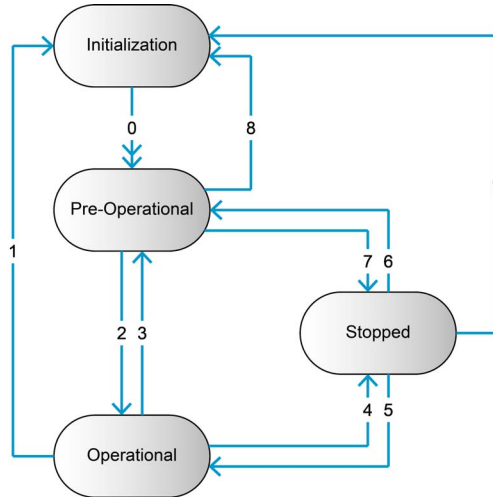 Initialization
0
8
Pre-Operational
1
7
6
2
3
Stopped
4
5
Operational